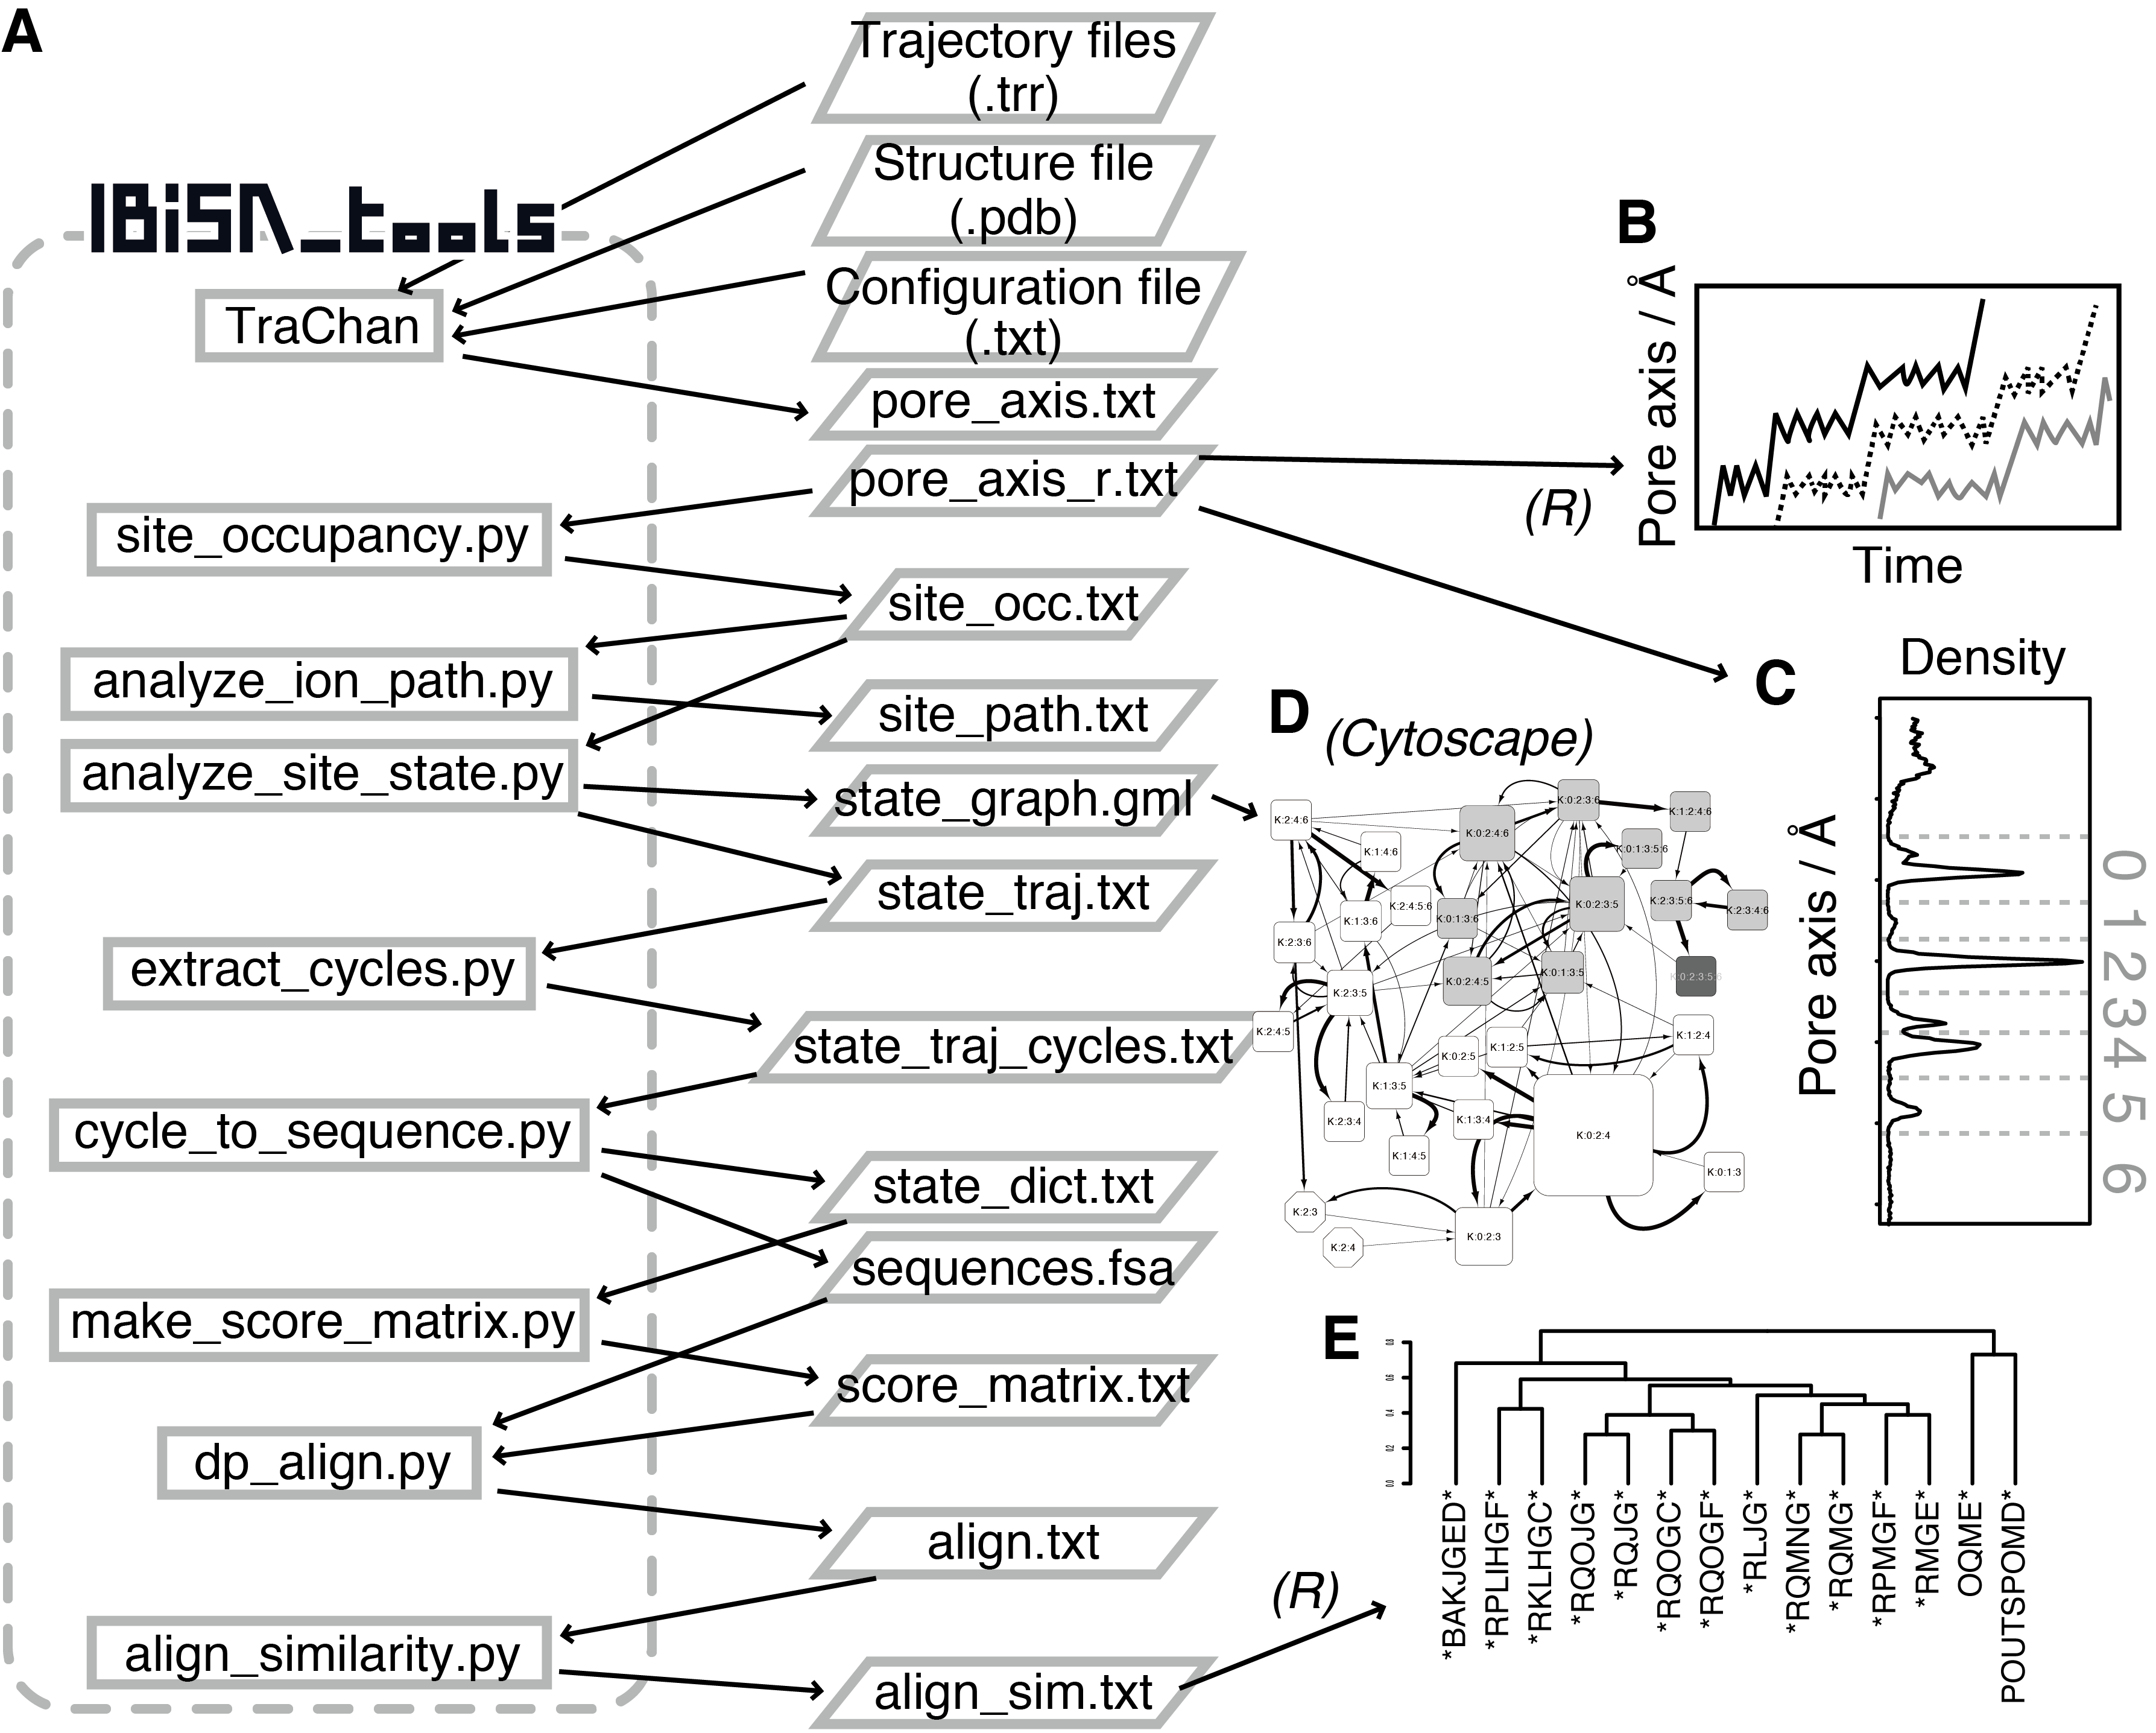 A
Trajectory files
(.trr)
Structure file
(.pdb)
IBiSA_tools
Configuration file
(.txt)
TraChan
pore_axis.txt
pore_axis_r.txt
site_occupancy.py
site_occ.txt
analyze_ion_path.py
site_path.txt
analyze_site_state.py
state_graph.gml
state_traj.txt
extract_cycles.py
state_traj_cycles.txt
cycle_to_sequence.py
state_dict.txt
sequences.fsa
make_score_matrix.py
score_matrix.txt
dp_align.py
align.txt
align_similarity.py
align_sim.txt
(R)
B
Pore axis / Å
Time
C
Density
Pore axis / Å
0
1
2
3
4
5
6
D
(Cytoscape)
K:2:4:6
K:0:2:4:6
K:0:2:3:6
K:1:2:4:6
K:1:4:6
K:0:1:3:5:6
K:2:4:5:6
K:1:3:6
K:0:1:3:6
K:0:2:3:5
K:2:3:5:6
K:2:3:4:6
K:2:3:6
K:2:3:5
K:0:2:4:5
K:0:1:3:5
K:2:4:5
K:0:2:5
K:1:2:5
K:1:2:4
K:1:3:5
K:2:3:4
K:1:3:4
K:0:2:4
K:1:4:5
K:0:1:3
K:2:3
K:2:4
K:0:2:3
E
(R)
0.8
0.6
0.4
0.2
0.0
*BAKJGED*
*RPLIHGF*
*RKLHGC*
*RQOJG*
*RQJG*
*RQOGC*
*RQOGF*
*RLJG*
*RQMNG*
*RQMG*
*RPMGF*
*RMGE*
OQME*
POUTSPOMD*